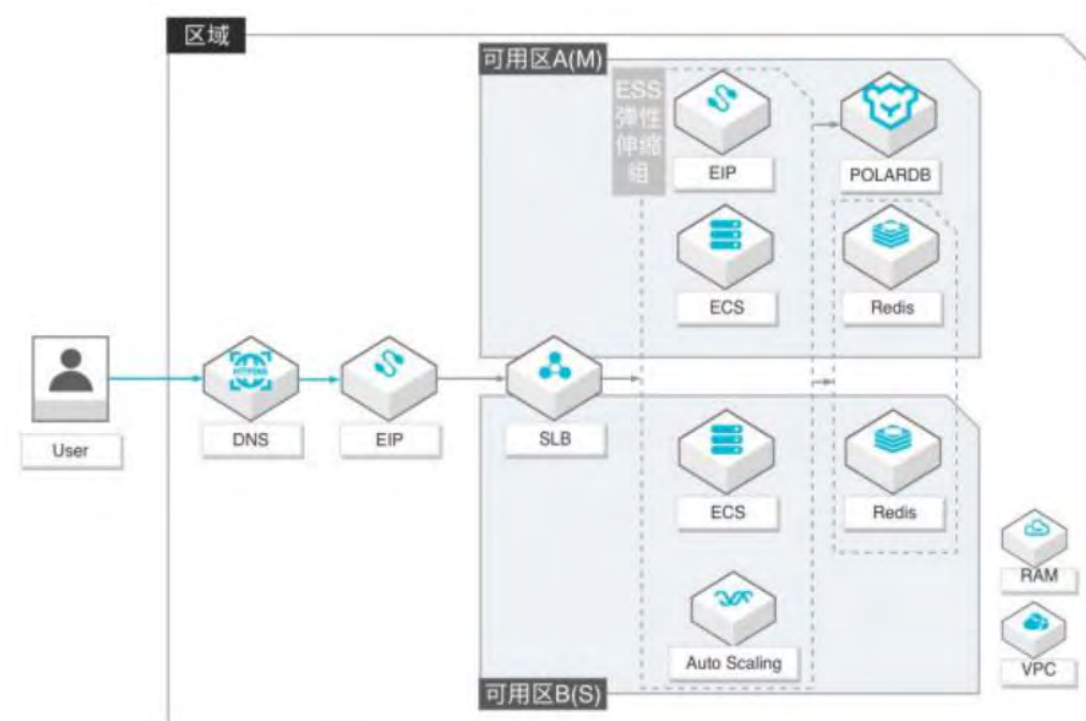 区域
可用区A(M)
ESS
弹性
伸缩
组
EIP
POLARDB
ECS
Redis
HTTPDNS
User
DNS
EIP
SLB
ECS
Redis
RAM
Auto Scaling
VPC
可用区B(S)